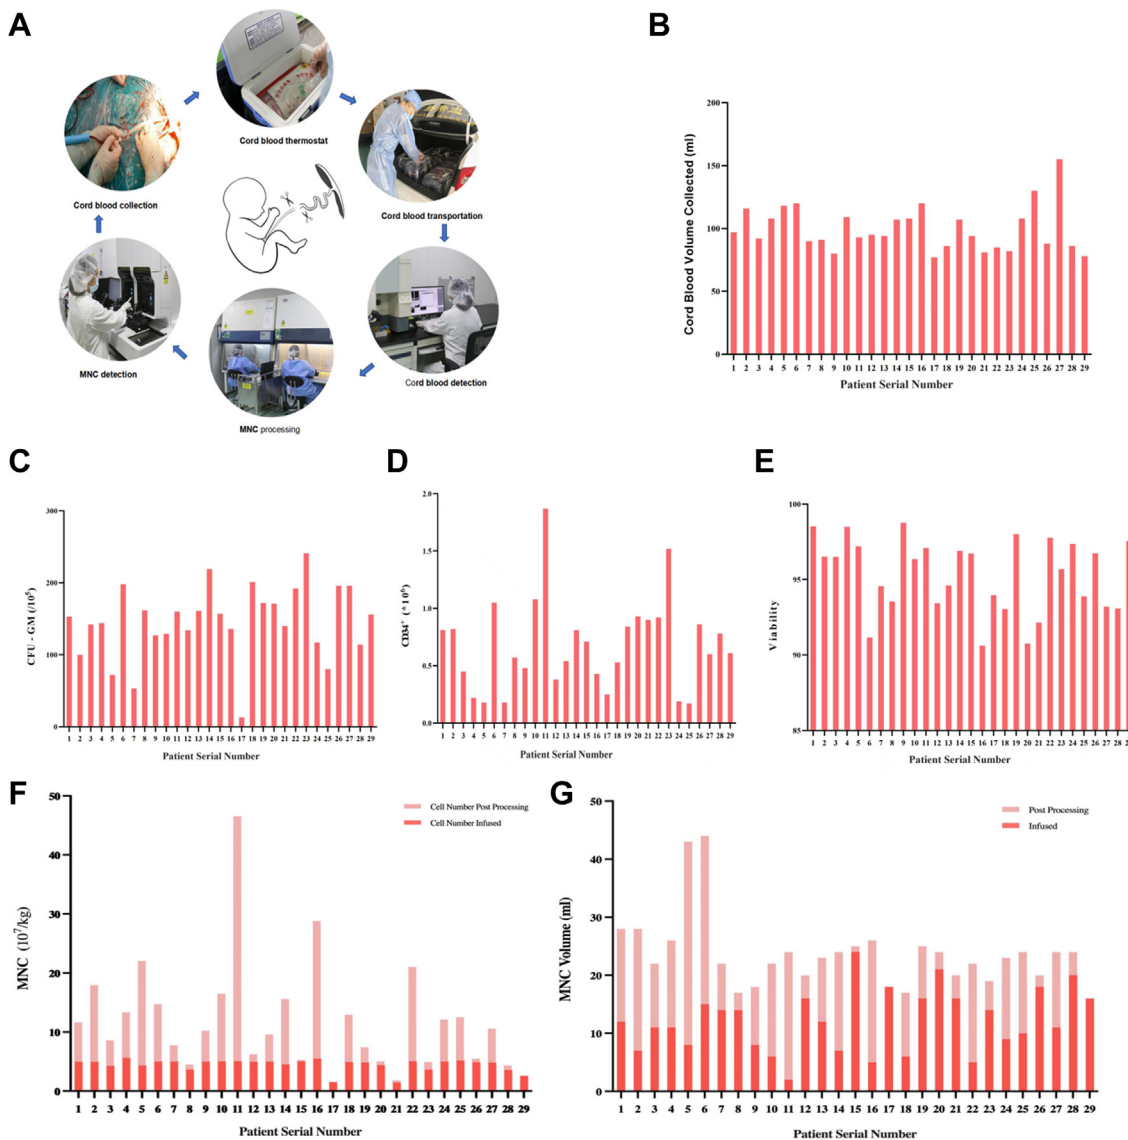 A
Cord blood thermostat
Cord blood collection
Cord blood transportation
MNC detection
Cord blood detection
MNC processing
B
Cord Blood Volume Collected (ml)
200
150
100
50
0
1 2 3 4 5 6 7 8 9 10 11 12 13 14 15 16 17 18 19 20 21 22 23 24 25 26 27 28 29
Patient Serial Number
C
CFU - GM (/10⁵)
300
200
100
0
1 2 3 4 5 6 7 8 9 10 11 12 13 14 15 16 17 18 19 20 21 22 23 24 25 26 27 28 29
Patient Serial Number
D
CD34⁺ (*10⁶)
2.0
1.5
1.0
0.5
0.0
1 2 3 4 5 6 7 8 9 10 11 12 13 14 15 16 17 18 19 20 21 22 23 24 25 26 27 28 29
Patient Serial Number
E
Viability
100
95
90
85
1 2 3 4 5 6 7 8 9 10 11 12 13 14 15 16 17 18 19 20 21 22 23 24 25 26 27 28
Patient Serial Number
F
MNC (10⁷/kg)
50
40
30
20
10
0
Cell Number Post Processing
Cell Number Infused
1 2 3 4 5 6 7 8 9 10 11 12 13 14 15 16 17 18 19 20 21 22 23 24 25 26 27 28 29
Patient Serial Number
G
MNC Volume (ml)
50
40
30
20
10
0
Post Processing
Infused
1 2 3 4 5 6 7 8 9 10 11 12 13 14 15 16 17 18 19 20 21 22 23 24 25 26 27 28 29
Patient Serial Number